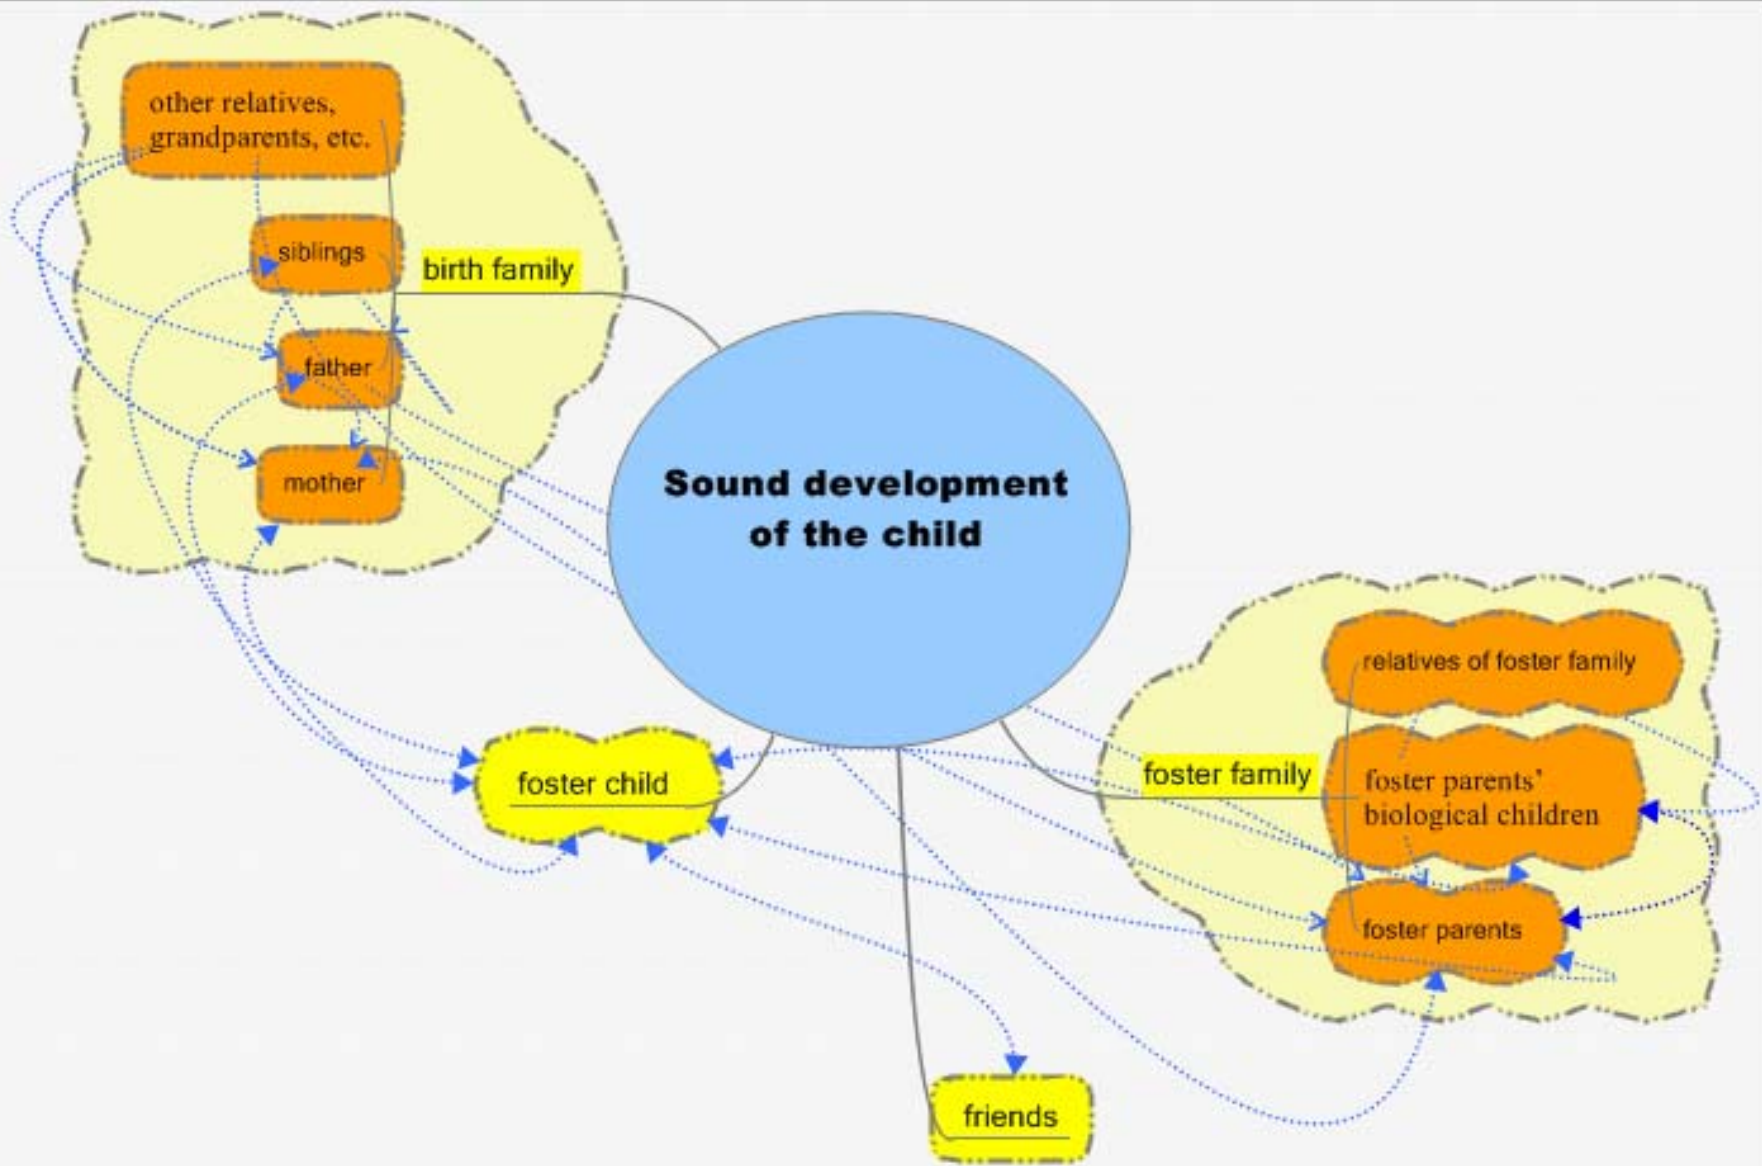 other relatives,
grandparents, etc.
siblings
birth family
father
mother
Sound development
of the child
relatives of foster family
foster child
foster family
foster parents’
biological children
foster parents
friends